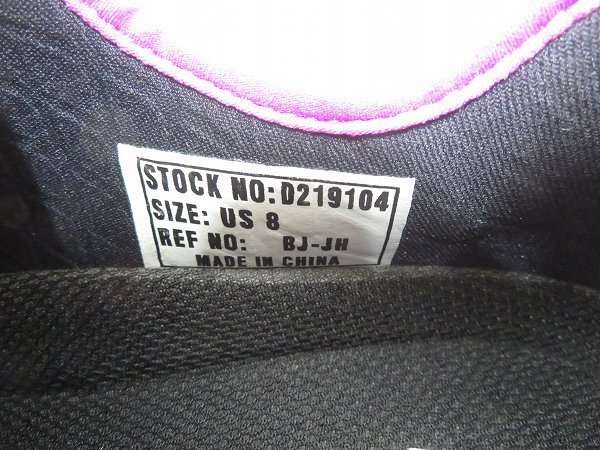 STOCK NO: D219104
SIZE: US 8
REF NO: BJ-JH
MADE IN CHINA